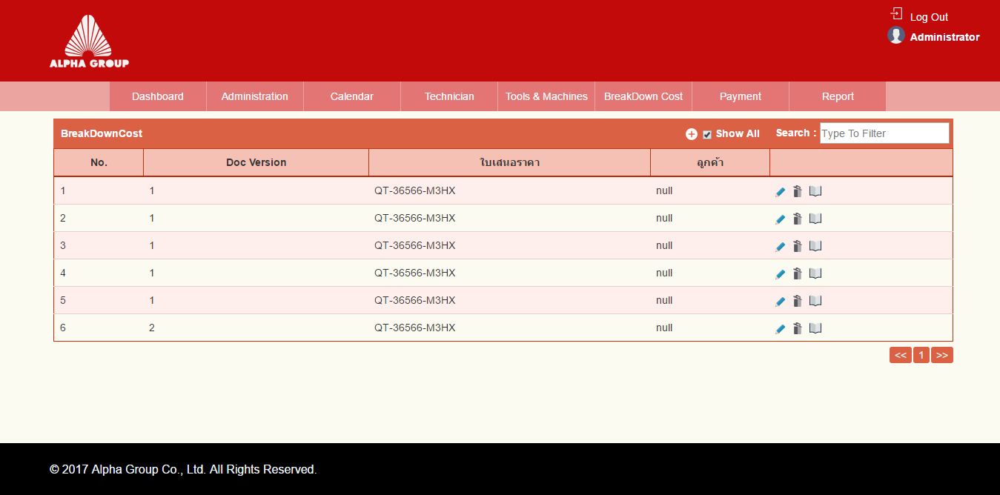 ALPHA GROUP
Log Out
Administrator
Dashboard Administration Calendar Technician Tools & Machines BreakDown Cost Payment Report
BreakDownCost Show All Search : Type To Filter
No. Doc Version ใบเสนอราคา ลูกค้า
1 1 QT-36566-M3HX null
2 1 QT-36566-M3HX null
3 1 QT-36566-M3HX null
4 1 QT-36566-M3HX null
5 1 QT-36566-M3HX null
6 2 QT-36566-M3HX null
<< 1 >>
© 2017 Alpha Group Co., Ltd. All Rights Reserved.